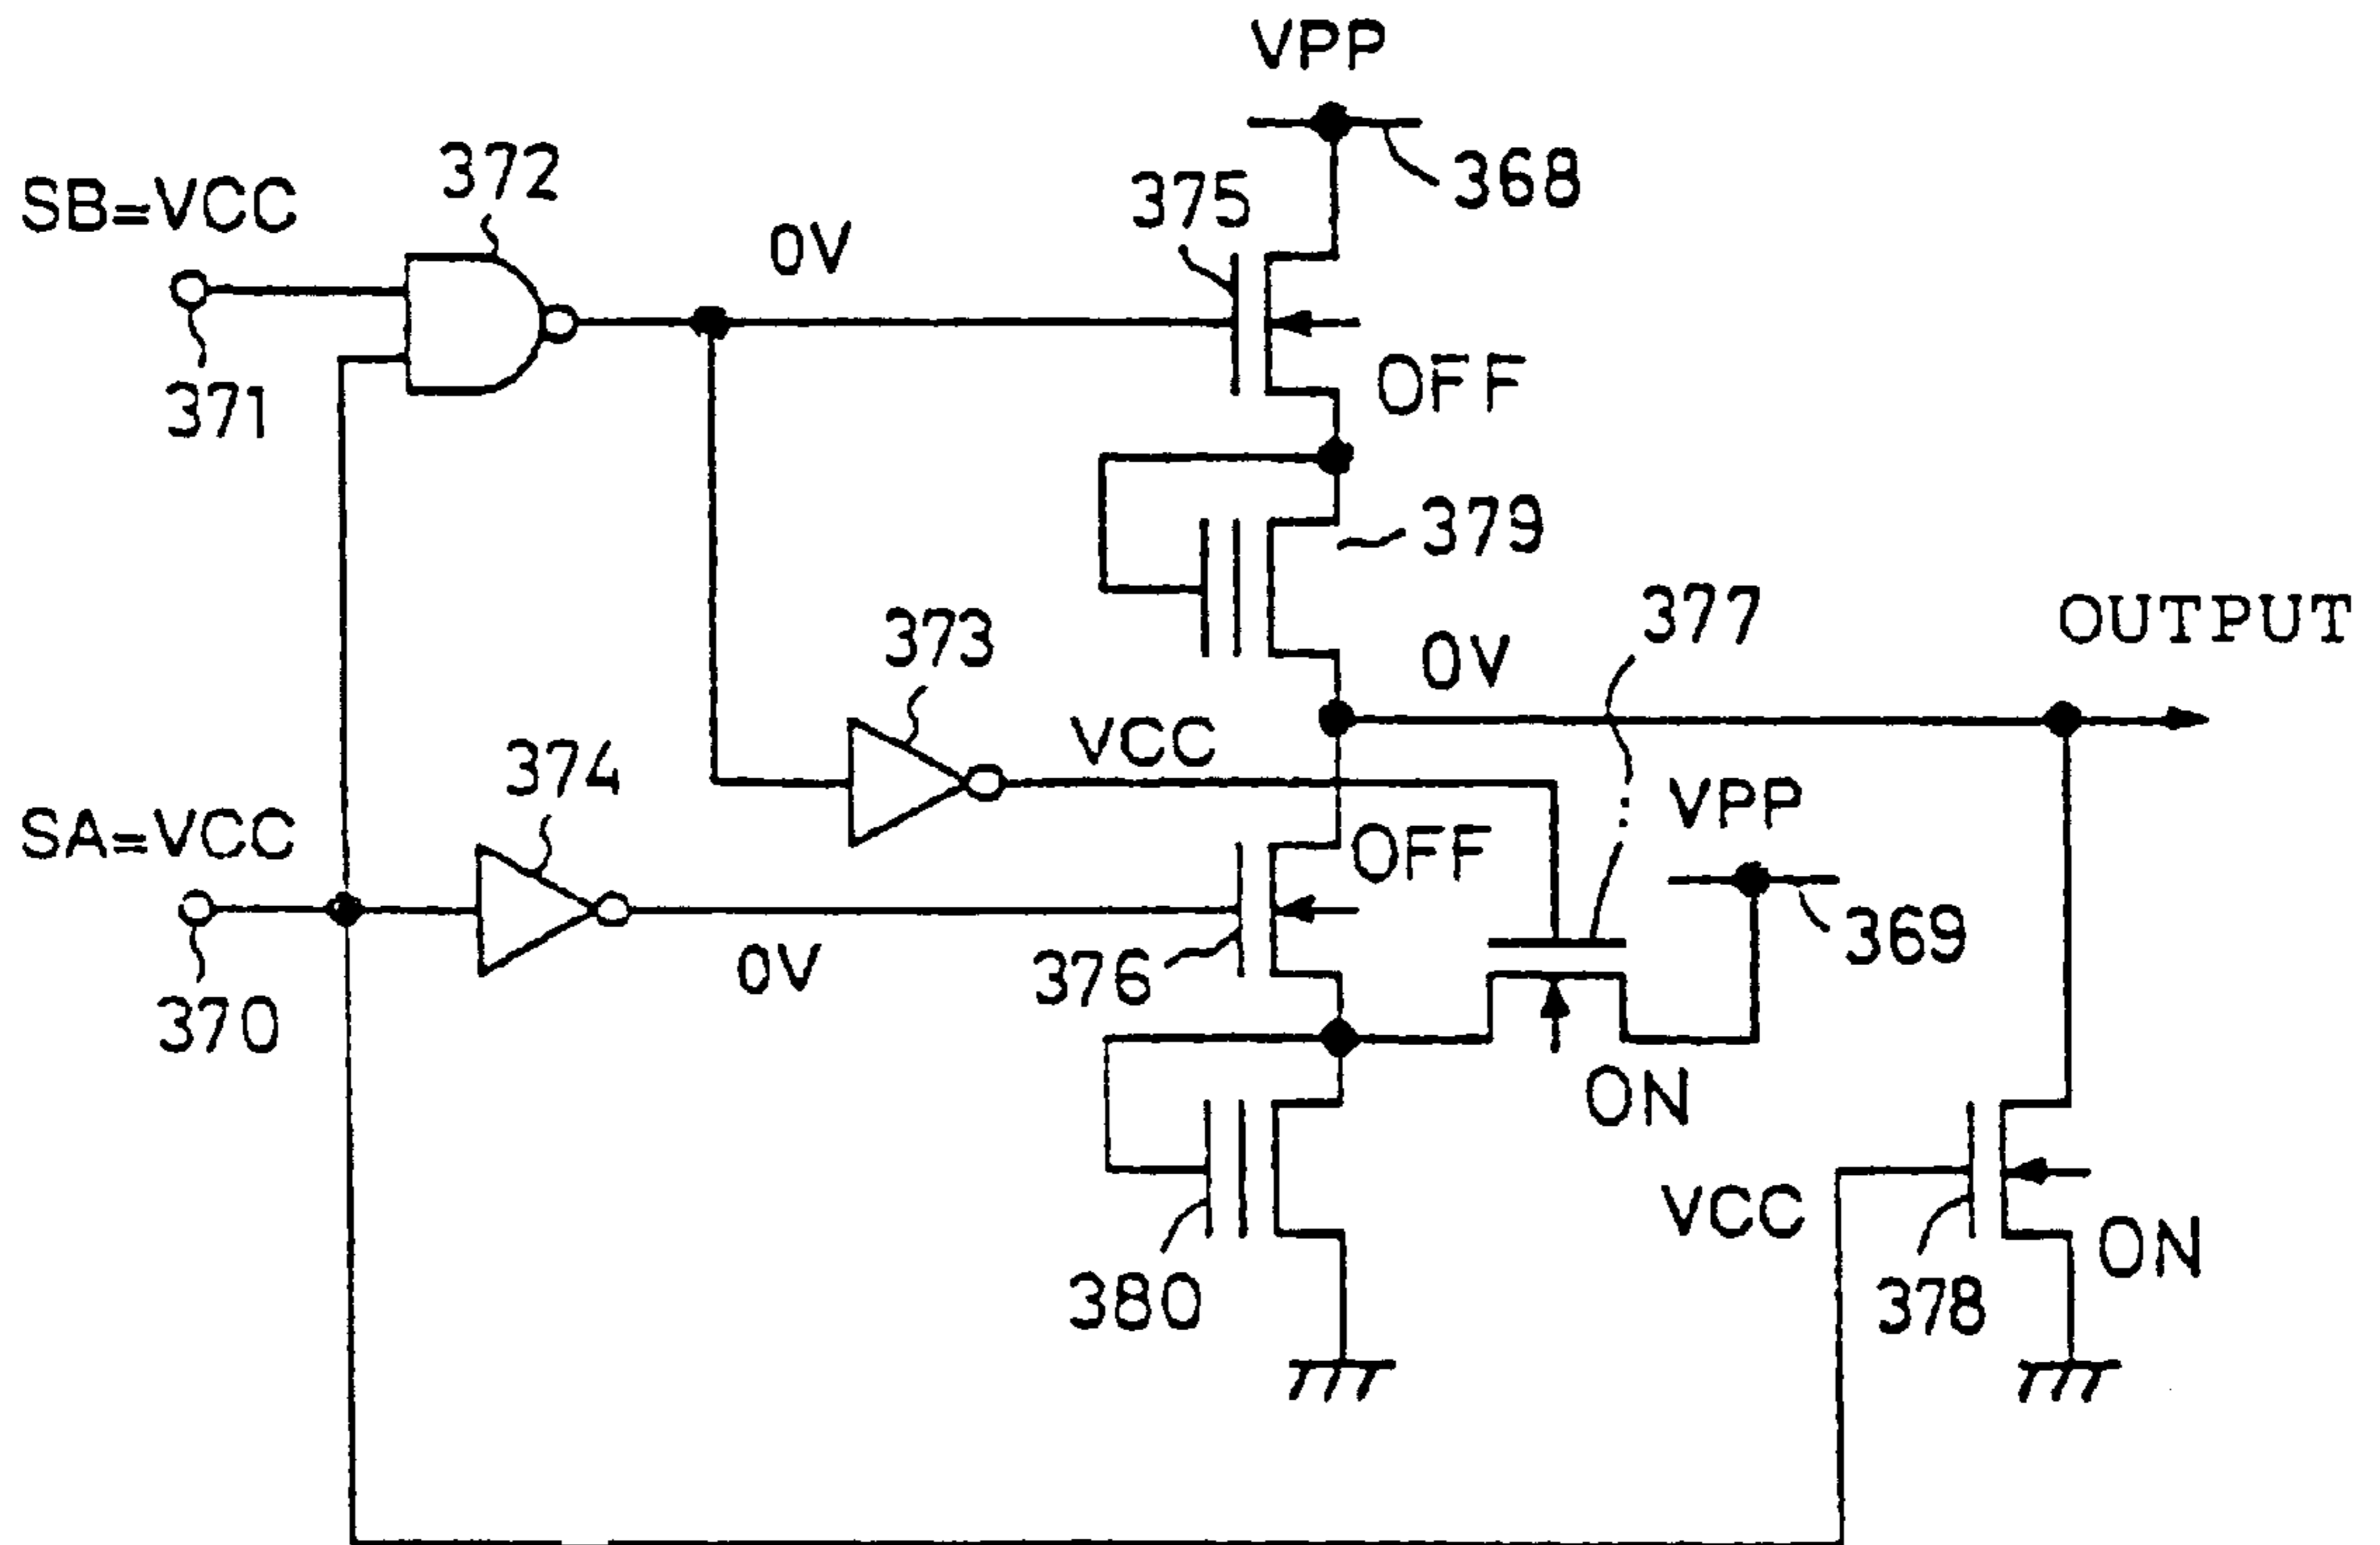 VPP
368
375
372
SB=VCC
0V
371
OFF
379
377
OUTPUT
373
0V
VCC
374
VPP
SA=VCC
OFF
369
376
0V
370
ON
VCC
ON
380
378